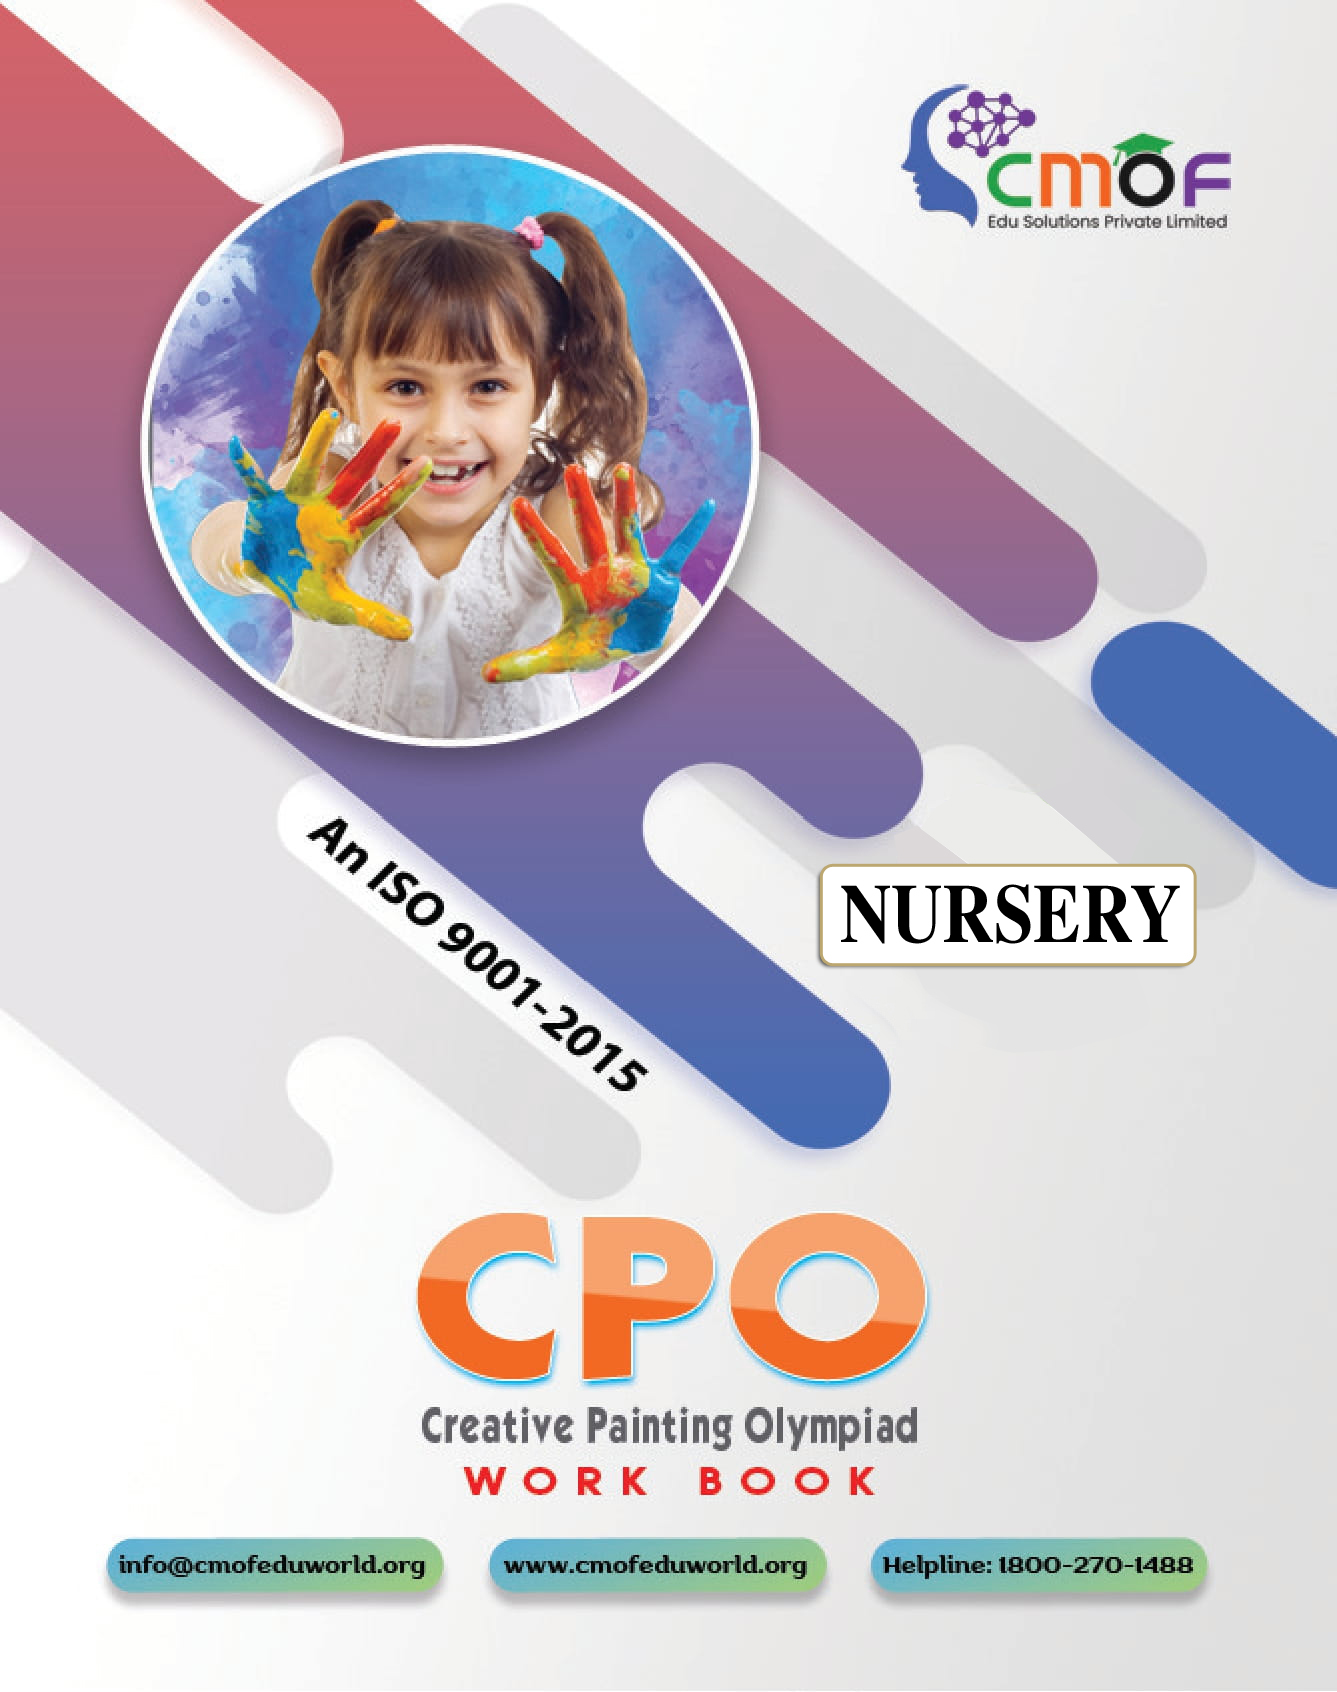 CMOF
Edu Solutions Private Limited
An ISO 9001-2015
NURSERY
CPO
Creative Painting Olympiad
WORK BOOK
info@cmofeduworld.org
www.cmofeduworld.org
Helpline: 1800-270-1488